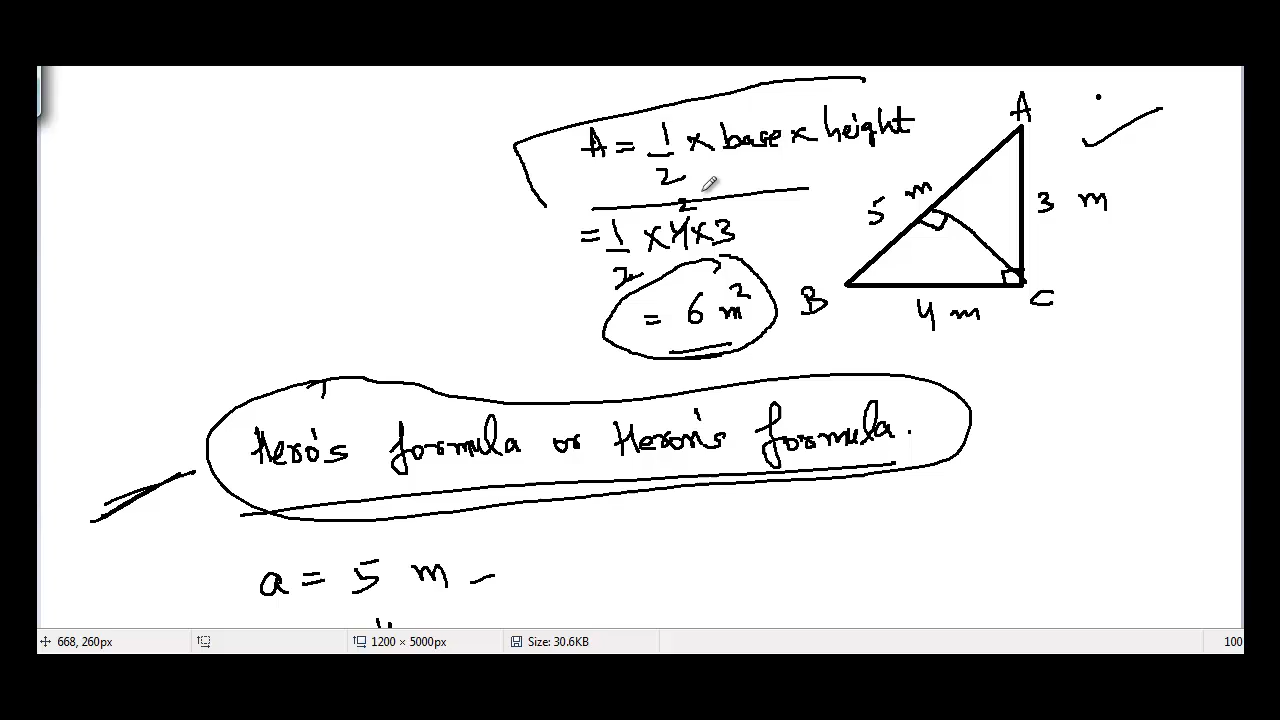 A = 1/2 × base × height
= 1/2 × 4 × 3
2
= 6 m²
A
5 m
3 m
B
4 m
C
Hero's formula or Heron's formula.
a = 5 m
668, 260px
1200 × 5000px
Size: 30.6KB
100